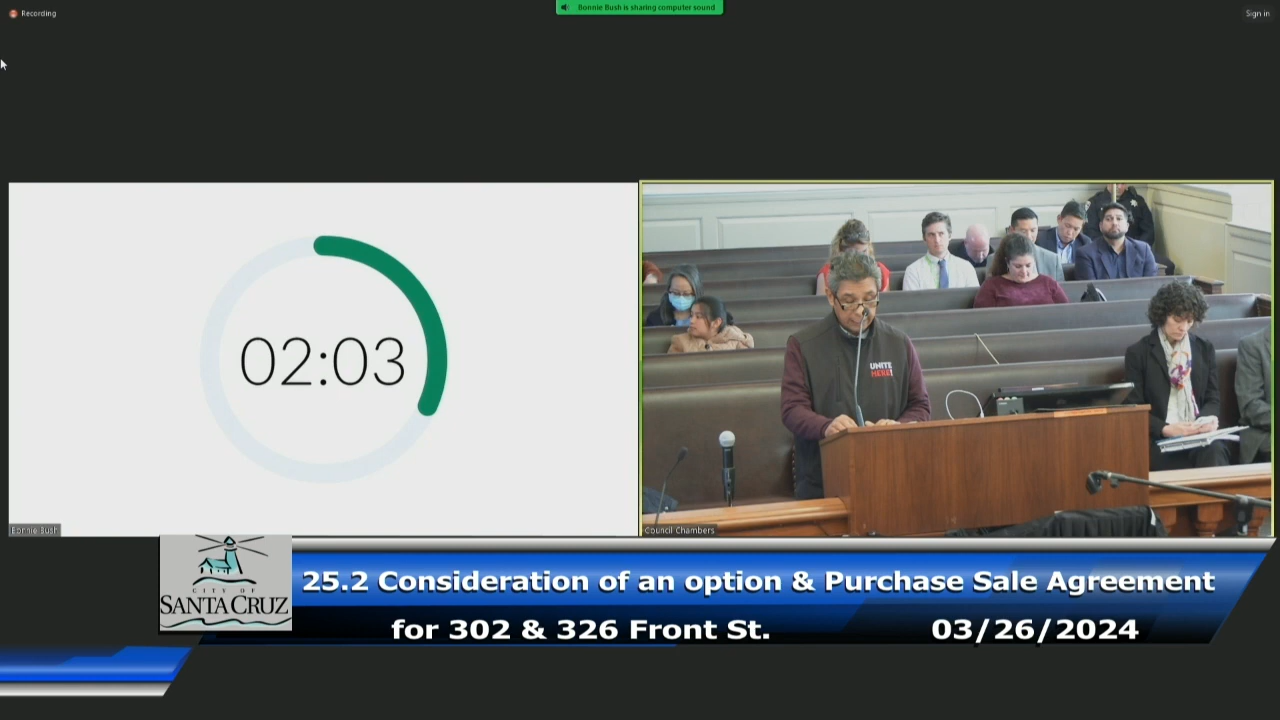 Recording
Bonnie Bush is sharing computer sound
Sign in
02:03
UNITE
HERE!
Bonnie Bush
Council Chambers
CITY OF
SANTA CRUZ
25.2 Consideration of an option & Purchase Sale Agreement
for 302 & 326 Front St.
03/26/2024